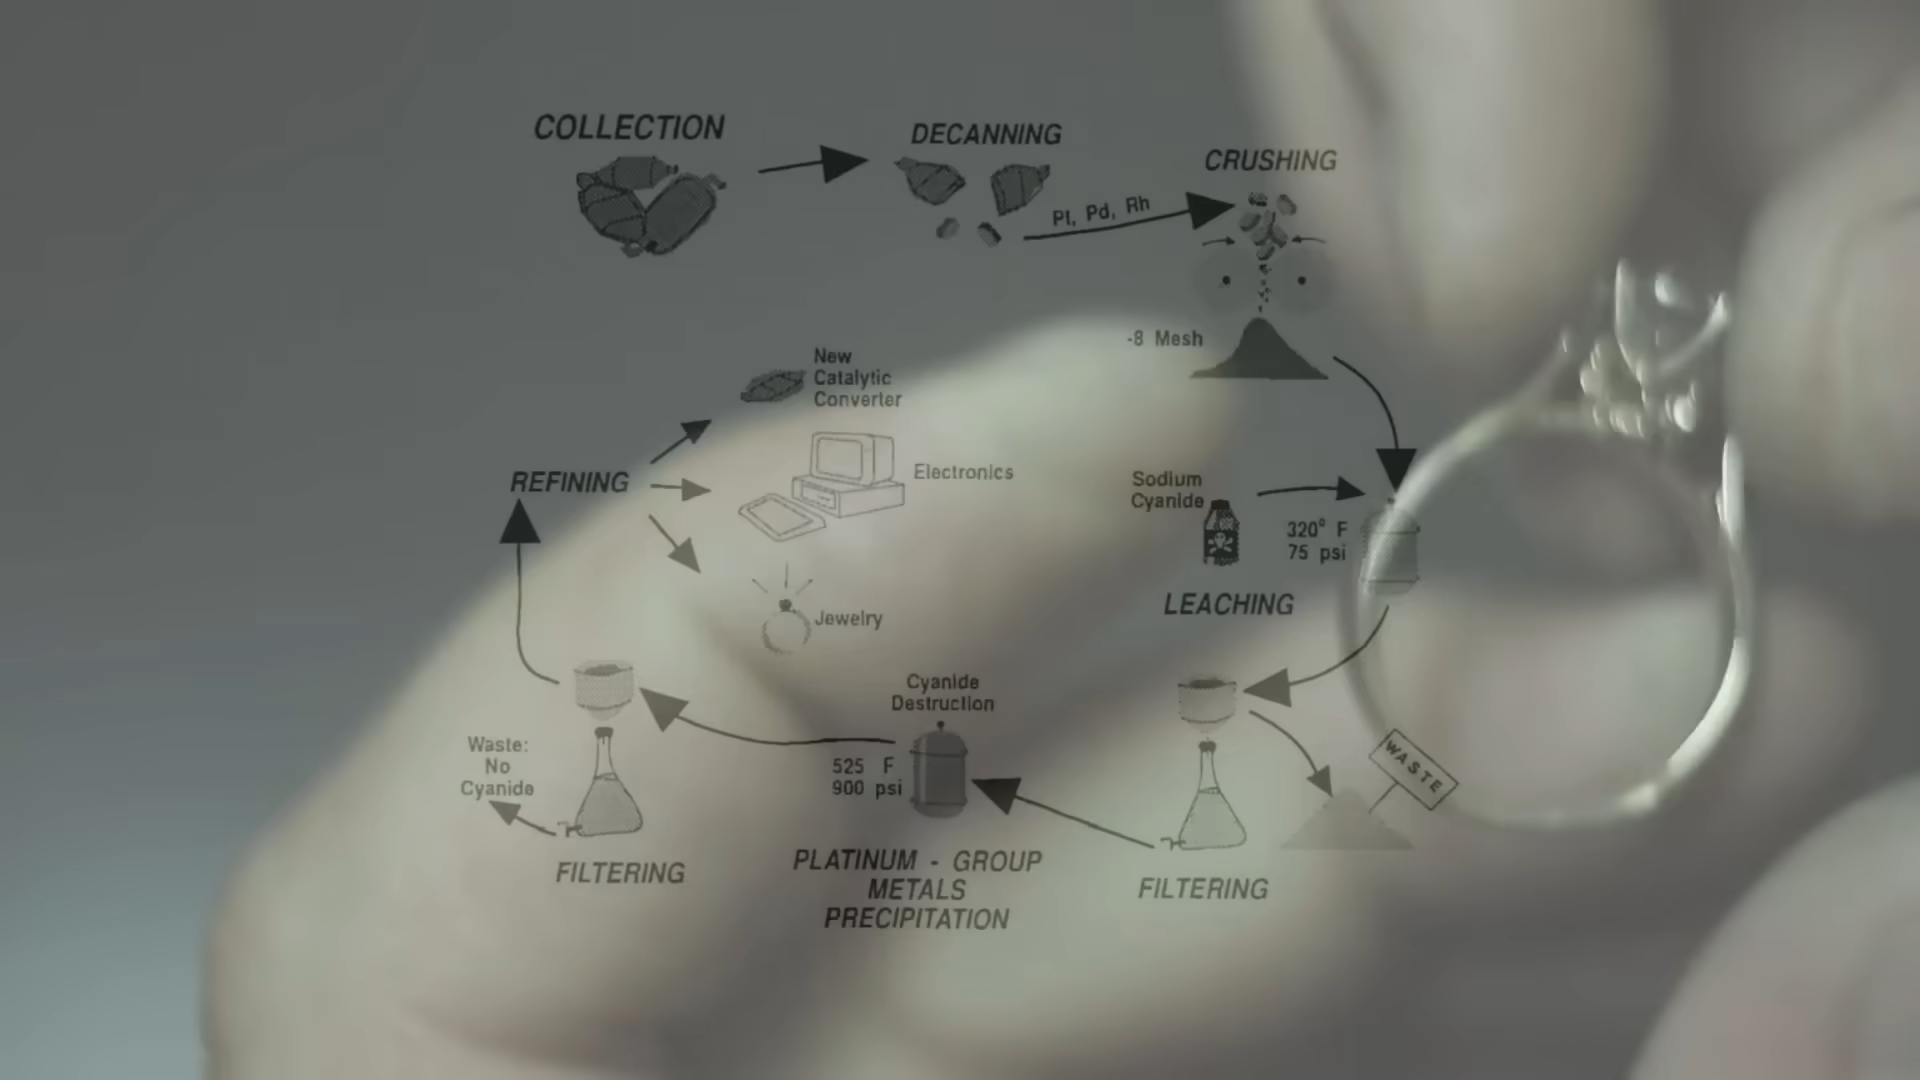 COLLECTION
DECANNING
CRUSHING
Pt, Pd, Rh
-8 Mesh
New
Catalytic
Converter
REFINING
Electronics
Sodium
Cyanide
320° F
75 psi
LEACHING
Jewelry
Cyanide
Destruction
525 F
900 psi
Waste:
No
Cyanide
WASTE
FILTERING
PLATINUM - GROUP
METALS
PRECIPITATION
FILTERING